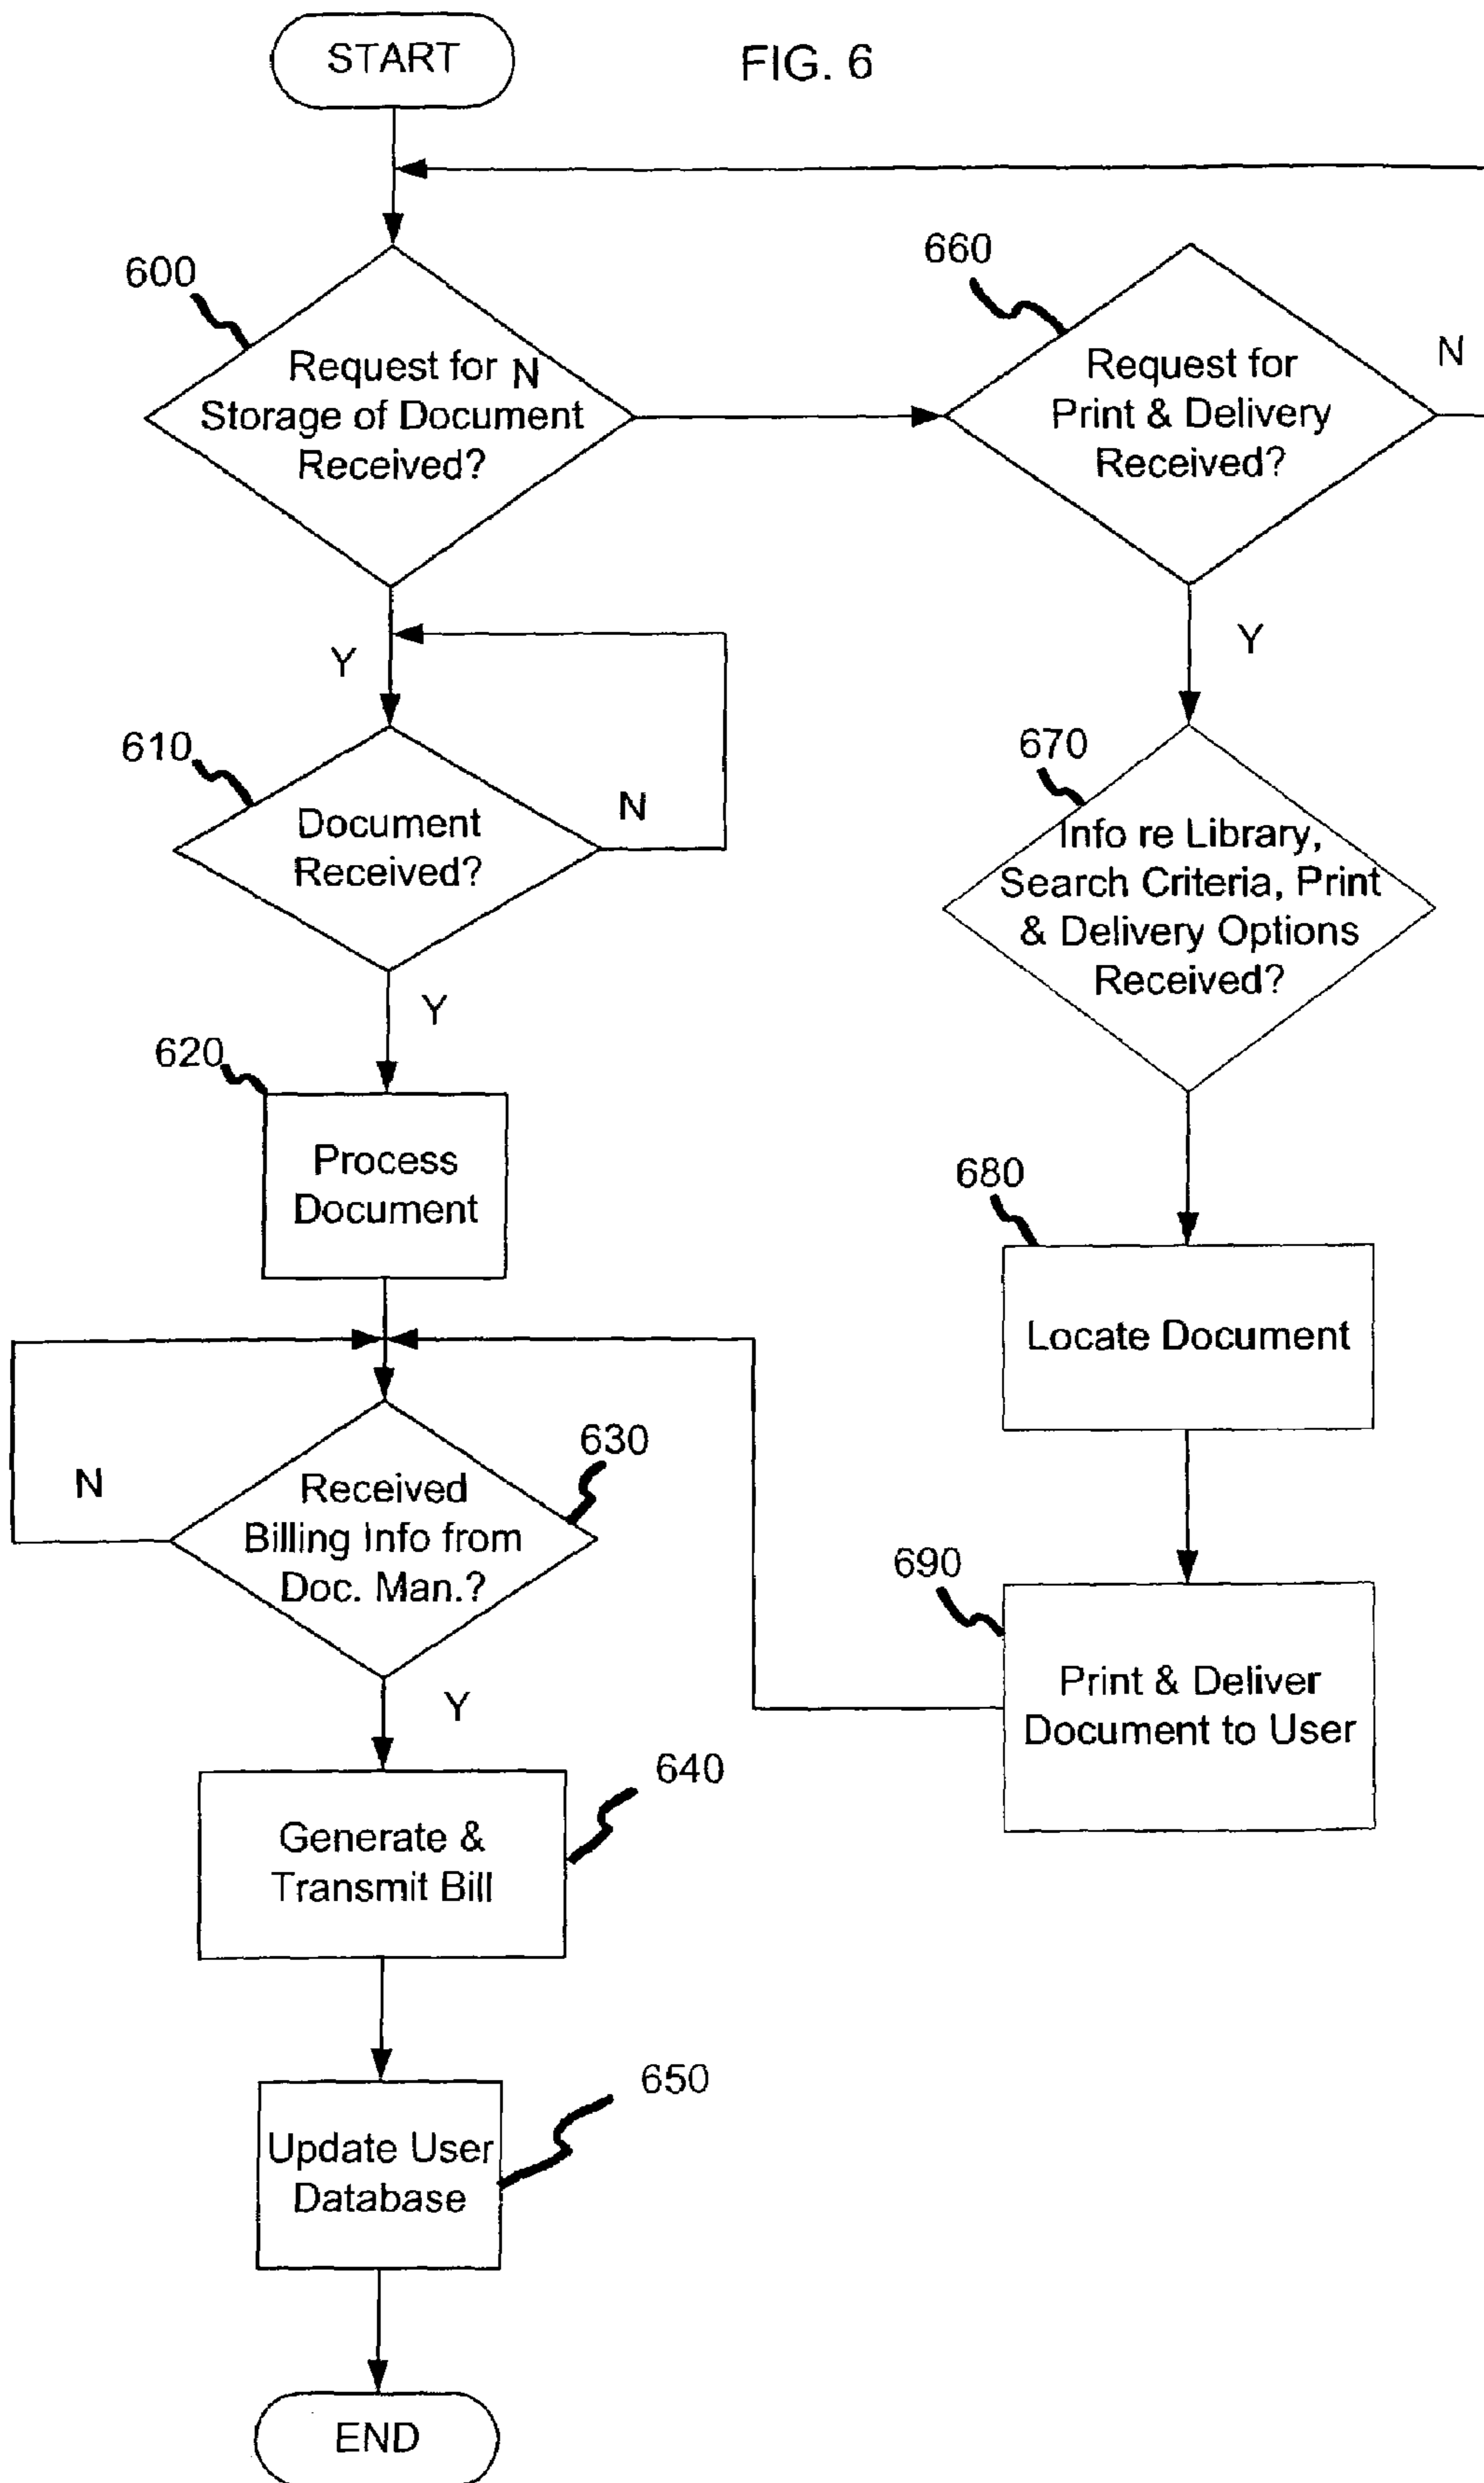 START
FIG. 6
600
Request for N
Storage of Document
Received?
660
Request for
Print & Delivery
Received?
N
Y
610
Document
Received?
N
Y
670
Info re Library,
Search Criteria, Print
& Delivery Options
Received?
Y
620
Process
Document
680
Locate Document
N
630
Received
Billing Info from
Doc. Man.?
690
Print & Deliver
Document to User
Y
640
Generate &
Transmit Bill
650
Update User
Database
END